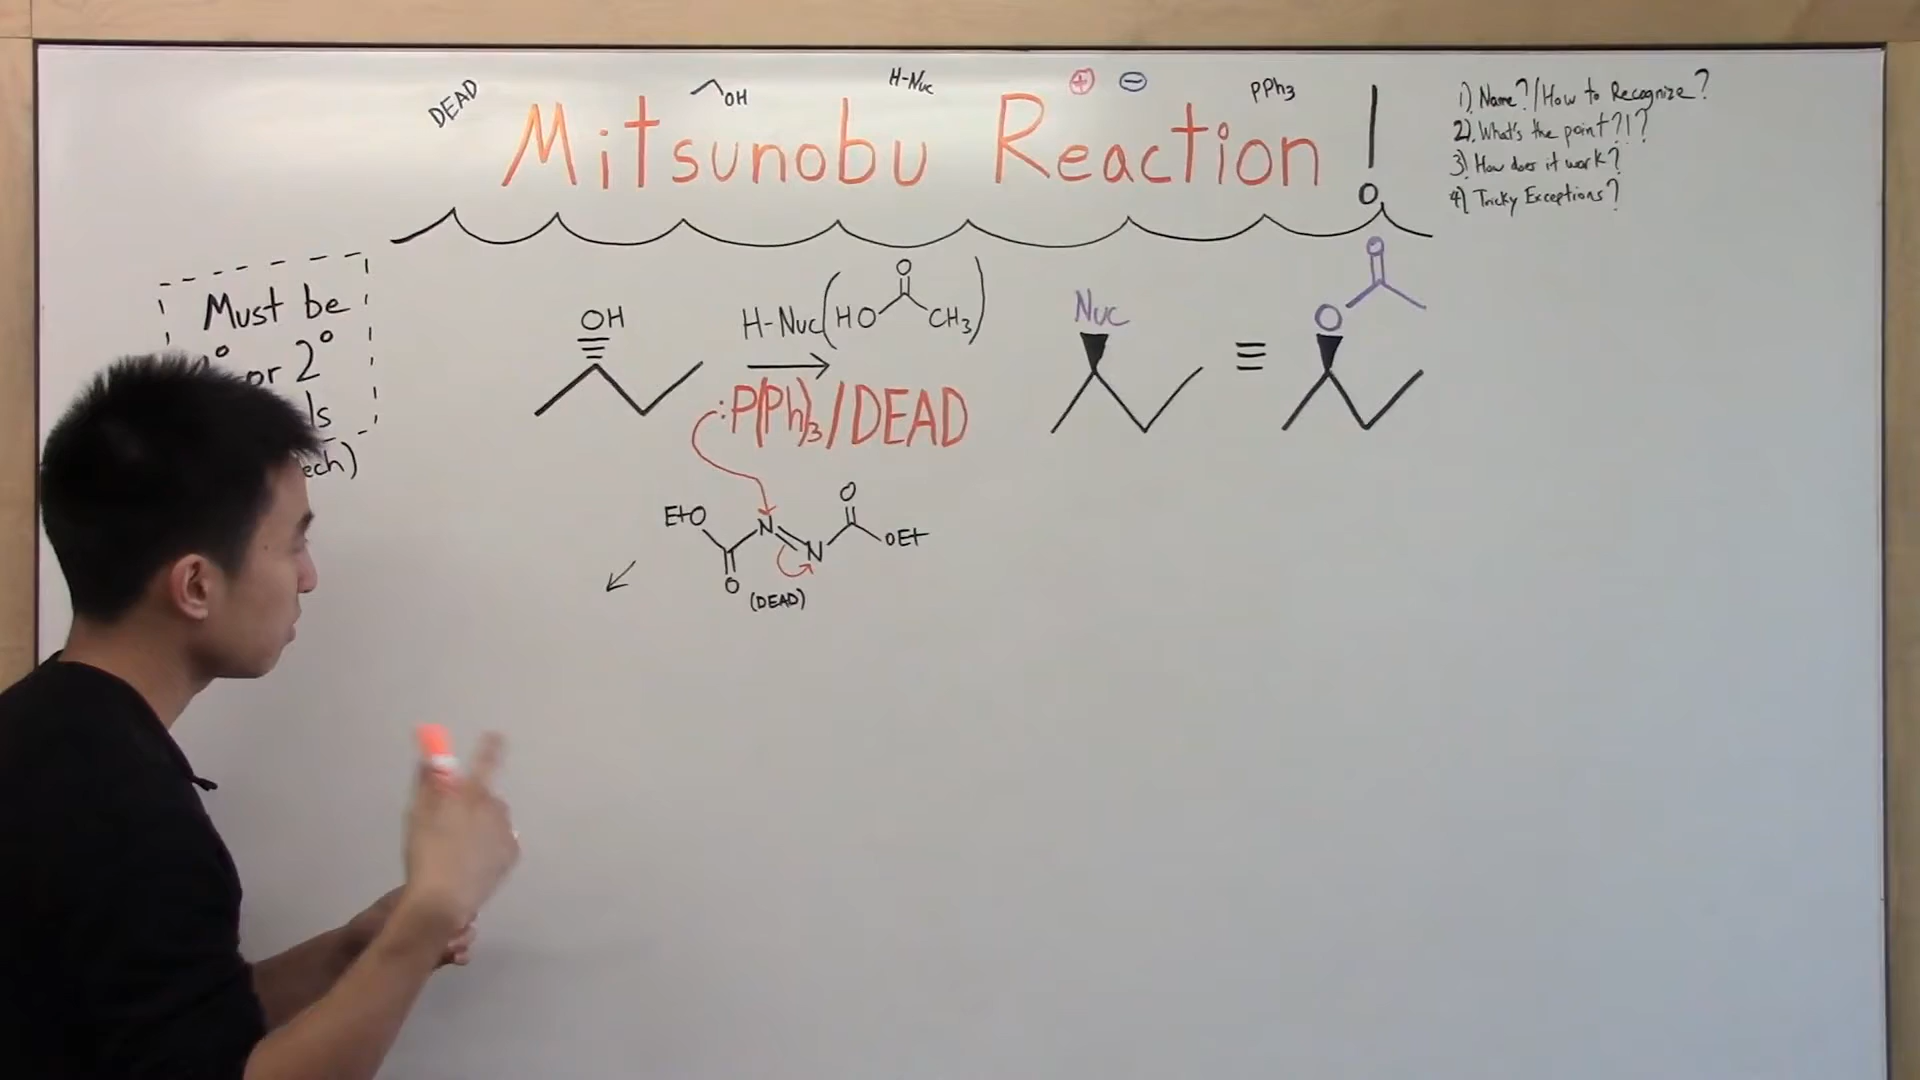 DEAD
OH
H-Nuc
+
−
PPh3
Mitsunobu Reaction !
1) Name?/How to Recognize?
2). What's the point?!?
3) How does it work?
4) Tricky Exceptions?
Must be
° or 2°
ls
ech)
OH
H-Nuc(HO O CH3)
:P(Ph)3/DEAD
Nuc
≡
O
O
EtO O N N O OEt
(DEAD)